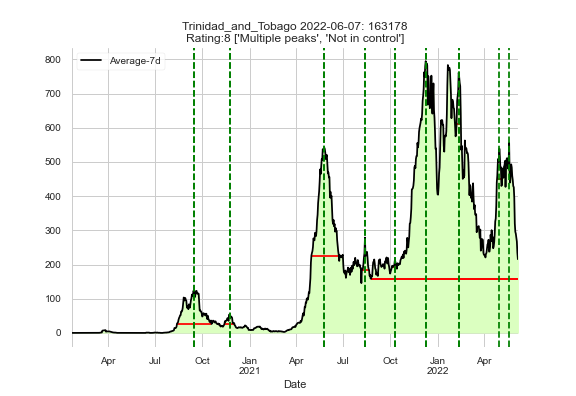 Trinidad_and_Tobago 2022-06-07: 163178
Rating:8 ['Multiple peaks', 'Not in control']
Average-7d
800
700
600
500
400
300
200
100
0
Apr
Jul
Oct
Jan
2021
Apr
Jul
Oct
Jan
2022
Apr
Date